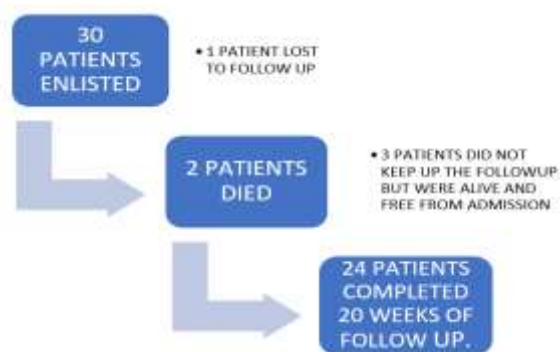 30
PATIENTS
ENLISTED
• 1 PATIENT LOST
TO FOLLOW UP
2 PATIENTS
DIED
• 3 PATIENTS DID NOT
KEEP UP THE FOLLOWUP
BUT WERE ALIVE AND
FREE FROM ADMISSION
24 PATIENTS
COMPLETED
20 WEEKS OF
FOLLOW UP.